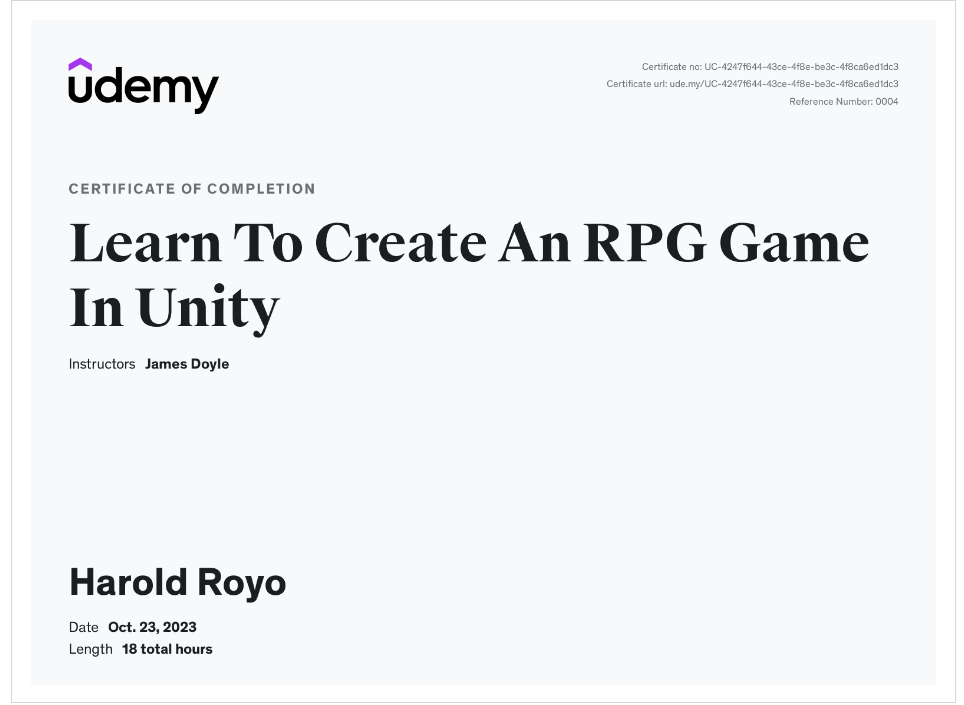 udemy
Certificate no: UC-4247f644-43ce-4f8e-be3c-4f8ca6ed1dc3
Certificate url: ude.my/UC-4247f644-43ce-4f8e-be3c-4f8ca6ed1dc3
Reference Number: 0004
CERTIFICATE OF COMPLETION
Learn To Create An RPG Game
In Unity
Instructors James Doyle
Harold Royo
Date Oct. 23, 2023
Length 18 total hours